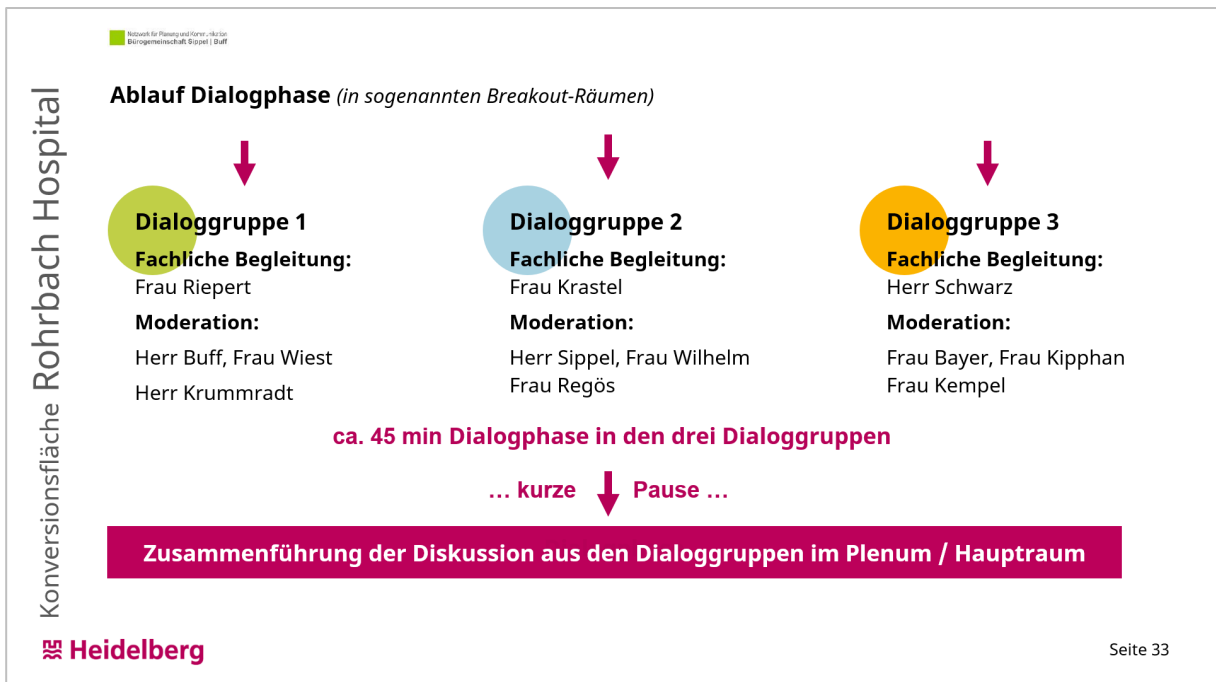 Netzwerk für Planung und Kommunikation
Bürogemeinschaft Sippel | Buff
Konversionsfläche Rohrbach Hospital
Ablauf Dialogphase (in sogenannten Breakout-Räumen)
Dialoggruppe 1
Fachliche Begleitung:
Frau Riepert
Moderation:
Herr Buff, Frau Wiest
Herr Krummradt
Dialoggruppe 2
Fachliche Begleitung:
Frau Krastel
Moderation:
Herr Sippel, Frau Wilhelm
Frau Regös
Dialoggruppe 3
Fachliche Begleitung:
Herr Schwarz
Moderation:
Frau Bayer, Frau Kipphan
Frau Kempel
ca. 45 min Dialogphase in den drei Dialoggruppen
… kurze Pause …
Zusammenführung der Diskussion aus den Dialoggruppen im Plenum / Hauptraum
Heidelberg
Seite 33